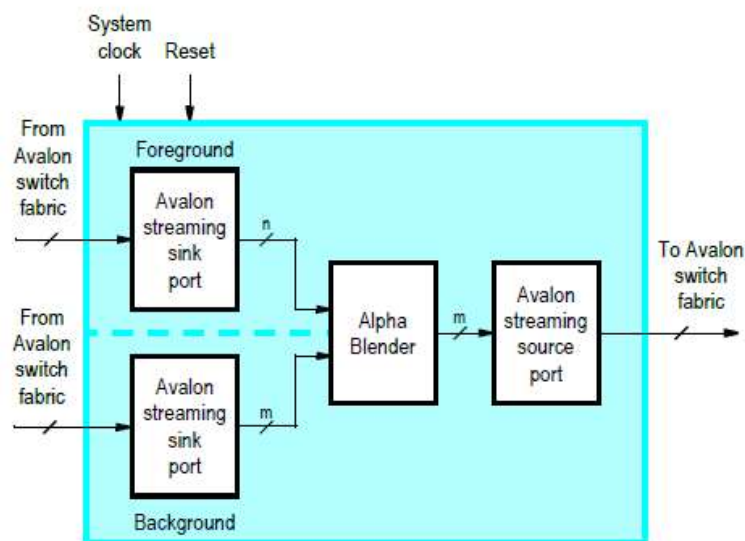 System
clock
Reset
From
Avalon
switch
fabric
Foreground
Avalon
streaming
sink
port
n
To Avalon
switch
fabric
From
Avalon
switch
fabric
Alpha
Blender
m
Avalon
streaming
source
port
Avalon
streaming
sink
port
m
Background